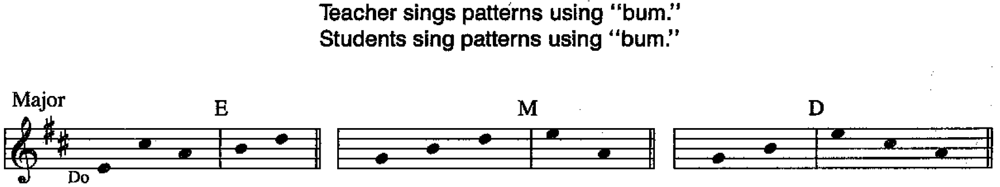 Teacher sings patterns using “bum.”
Students sing patterns using “bum.”
Major
E
M
D
Do